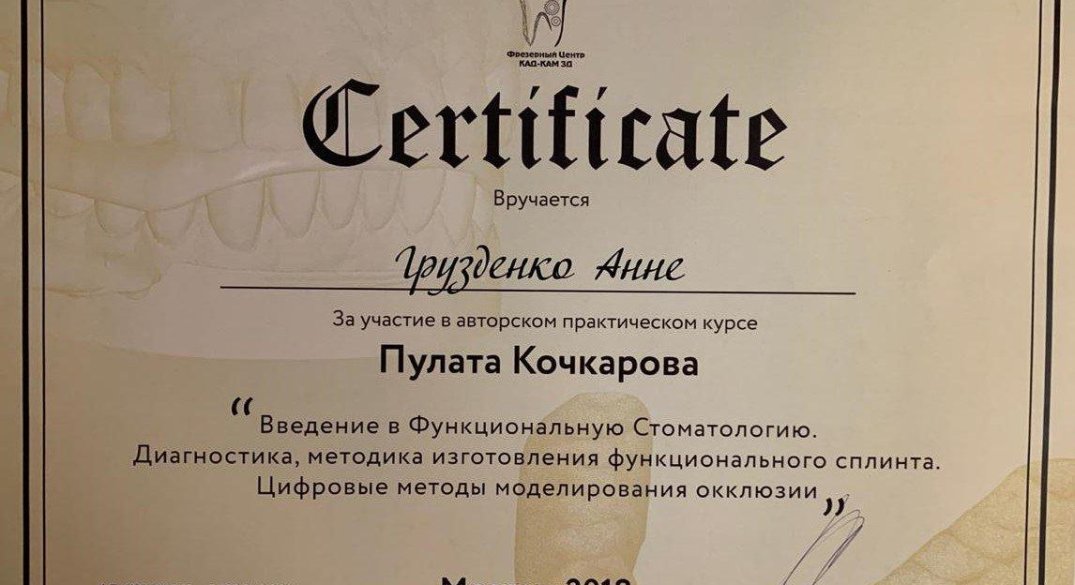 Фрезерный Центр
КАД-КАМ 3D
Certificate
Вручается
Грузденко Анне
За участие в авторском практическом курсе
Пулата Кочкарова
“Введение в Функциональную Стоматологию.
Диагностика, методика изготовления функционального сплинта.
Цифровые методы моделирования окклюзии”
2018